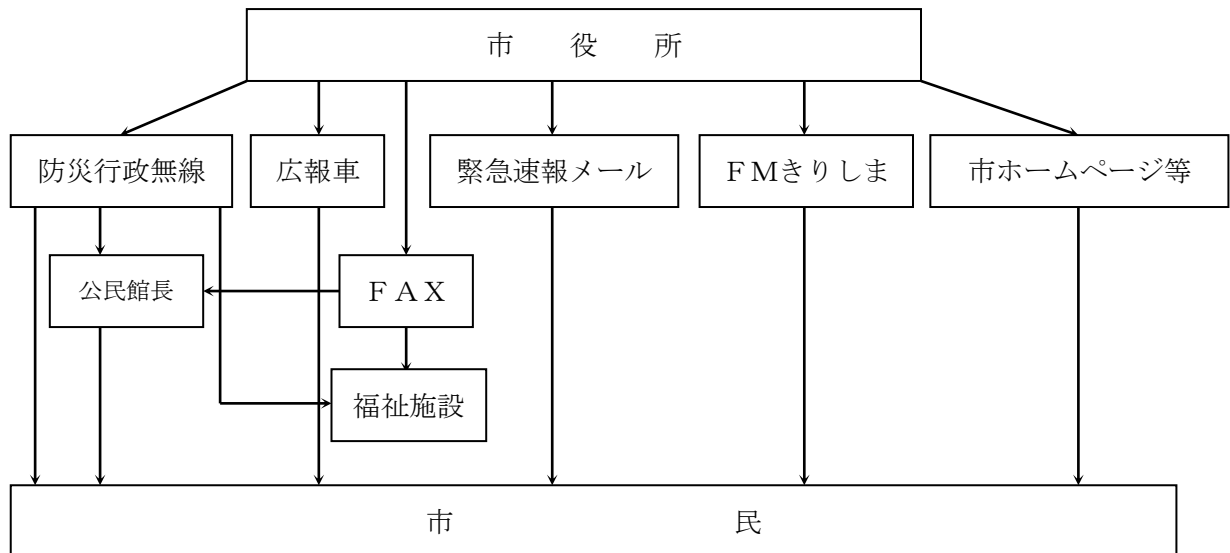 市 役 所
防災行政無線
広報車
緊急速報メール
ＦＭきりしま
市ホームページ等
公民館長
ＦＡＸ
福祉施設
市 民